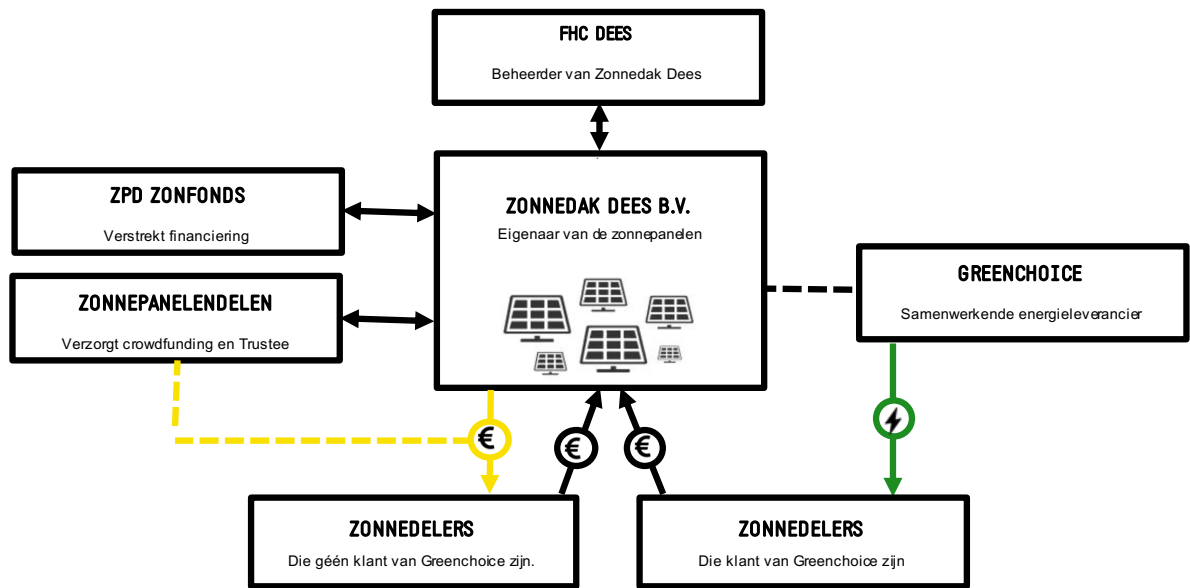 FHC DEES
Beheerder van Zonnedak Dees
ZPD ZONFONDS
Verstrekt financiering
ZONNEDAK DEES B.V.
Eigenaar van de zonnepanelen
ZONNEPANELENDELEN
Verzorgt crowdfunding en Trustee
GREENCHOICE
Samenwerkende energieleverancier
€
€
€
ZONNEDELERS
Die géén klant van Greenchoice zijn.
ZONNEDELERS
Die klant van Greenchoice zijn